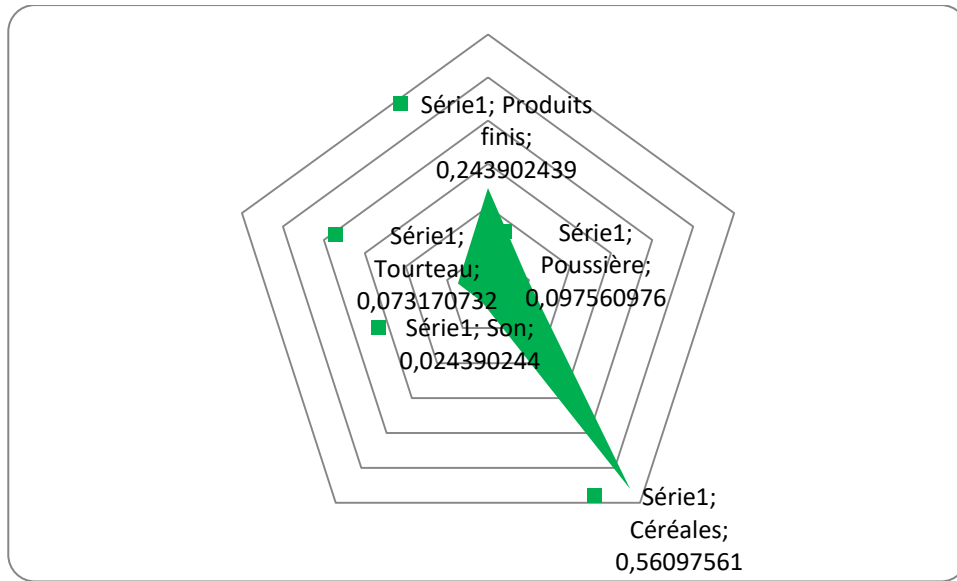 Série1; Produits
finis;
0,243902439
Série1;
Poussière;
0,097560976
Série1;
Céréales;
0,56097561
Série1; Son;
0,024390244
Série1;
Tourteau;
0,073170732